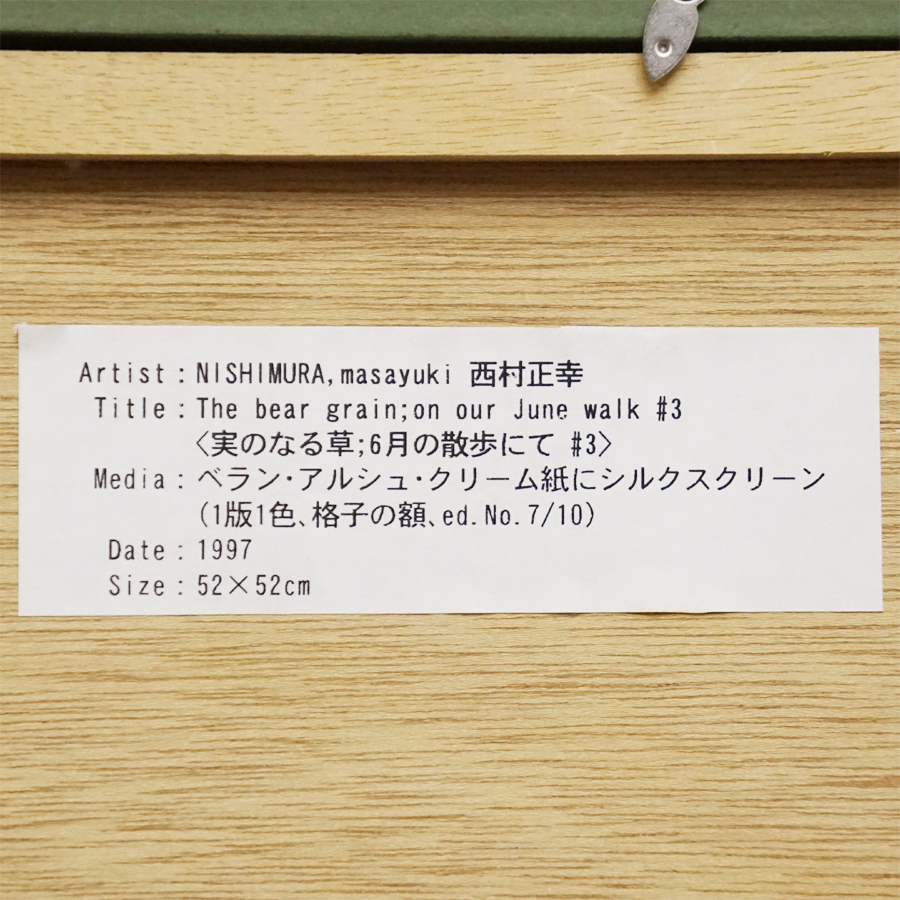 Artist : NISHIMURA,masayuki 西村正幸
Title : The bear grain;on our June walk #3
〈実のなる草;6月の散歩にて #3〉
Media : ベラン・アルシュ・クリーム紙にシルクスクリーン
(1版1色､格子の額､ed.No.7/10)
Date : 1997
Size : 52×52cm